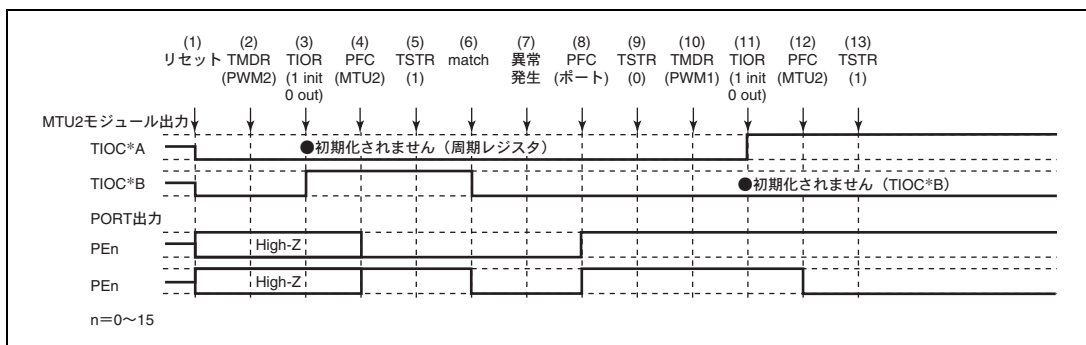 (1) (2) (3) (4) (5) (6) (7) (8) (9) (10) (11) (12) (13)
リセット TMDR TIOR PFC TSTR match 異常 PFC TSTR TMDR TIOR PFC TSTR
(PWM2) (1 init (MTU2) (1) 発生 (ポート) (0) (PWM1) (1 init (MTU2) (1)
0 out) 0 out)
MTU2モジュール出力
TIOC*A ●初期化されません（周期レジスタ）
TIOC*B ●初期化されません（TIOC*B）
PORT出力
PEn High-Z
PEn High-Z
n＝0～15